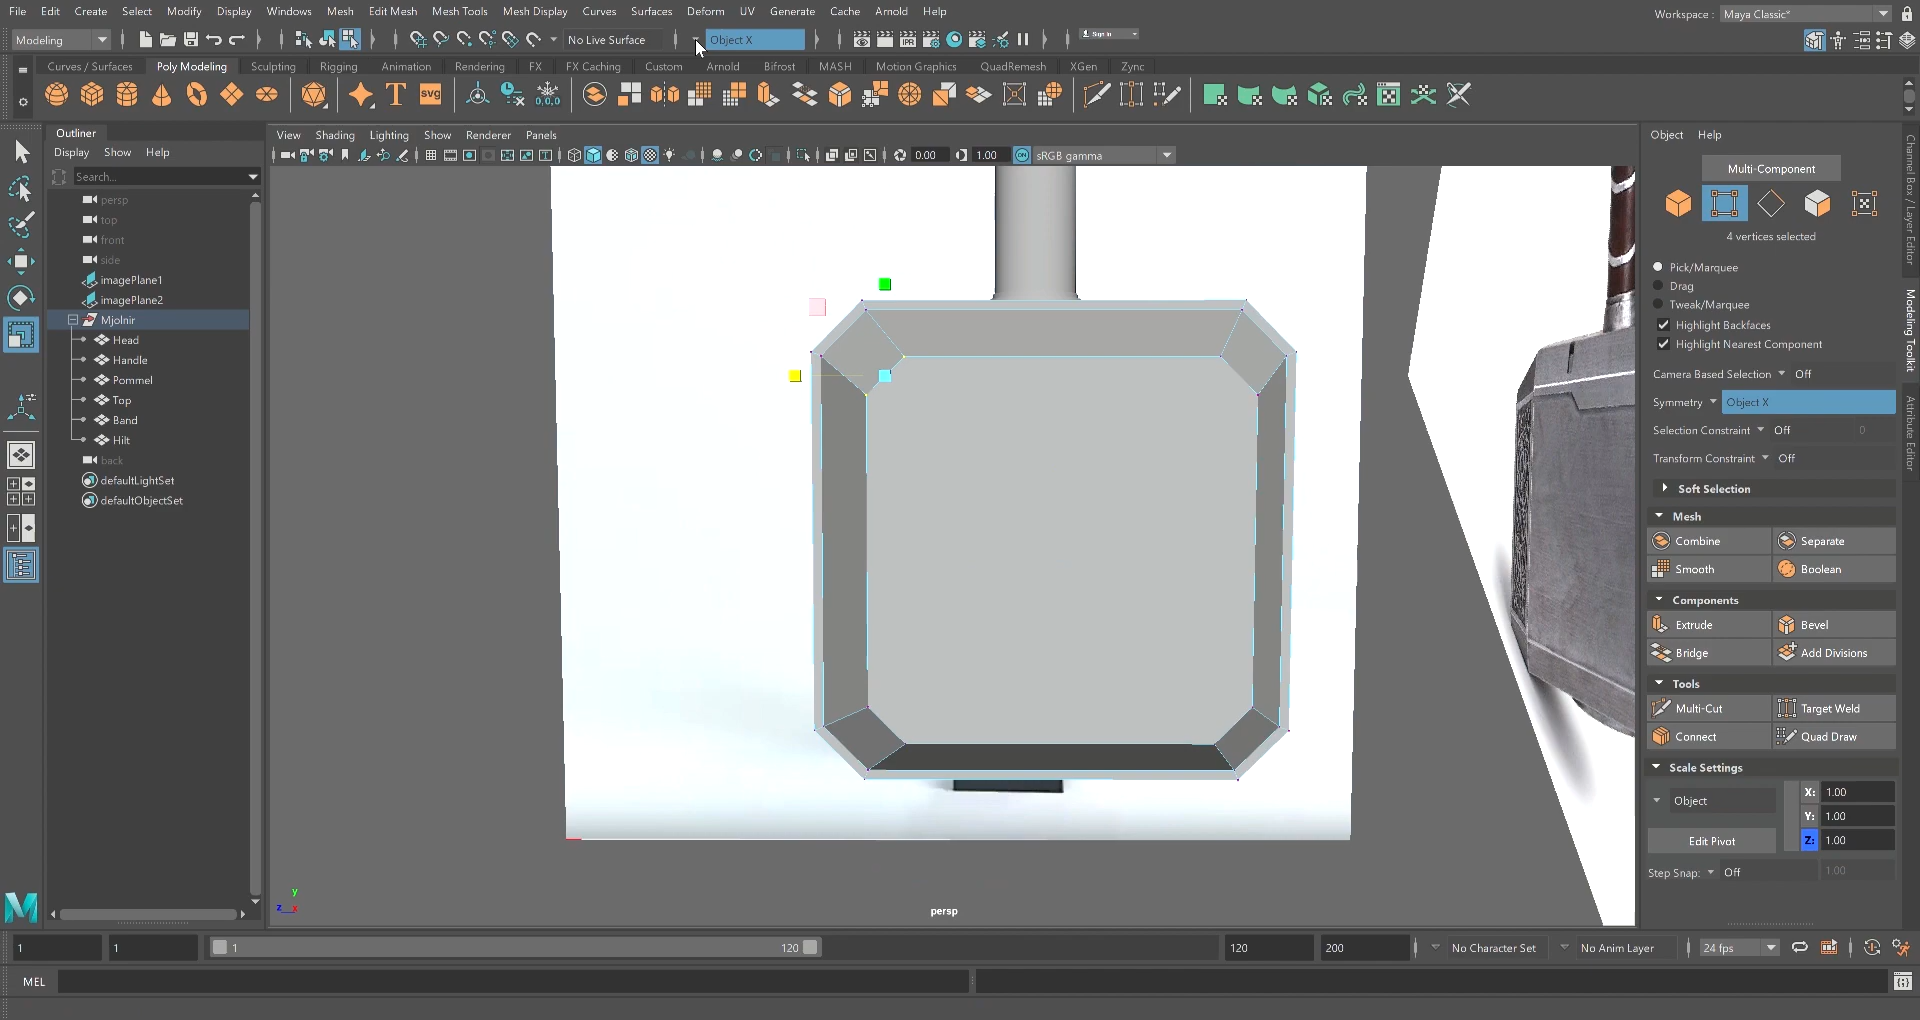 File Edit Create Select Modify Display Windows Mesh Edit Mesh Mesh Tools Mesh Display Curves Surfaces Deform UV Generate Cache Arnold Help
Workspace : Maya Classic*
Modeling
No Live Surface
Object X
Sign In
Curves / Surfaces Poly Modeling Sculpting Rigging Animation Rendering FX FX Caching Custom Arnold Bifrost MASH Motion Graphics QuadRemesh XGen Zync
T SVG 0,0,0
IPR
Outliner
Display Show Help
Search...
persp
top
front
side
imagePlane1
imagePlane2
Mjolnir
Head
Handle
Pommel
Top
Band
Hilt
back
defaultLightSet
defaultObjectSet
View Shading Lighting Show Renderer Panels
0.00 1.00 ON sRGB gamma
y
z x
persp
Object Help
Multi-Component
4 vertices selected
Pick/Marquee
Drag
Tweak/Marquee
Highlight Backfaces
Highlight Nearest Component
Camera Based Selection Off
Symmetry Object X
Selection Constraint Off 0
Transform Constraint Off
Soft Selection
Mesh
Combine Separate
Smooth Boolean
Components
Extrude Bevel
Bridge Add Divisions
Tools
Multi-Cut Target Weld
Connect Quad Draw
Scale Settings
Object
X: 1.00
Y: 1.00
Z: 1.00
Edit Pivot
Step Snap: Off 1.00
Channel Box / Layer Editor
Modeling Toolkit
Attribute Editor
1 1 1 120 120 200 No Character Set No Anim Layer 24 fps
MEL